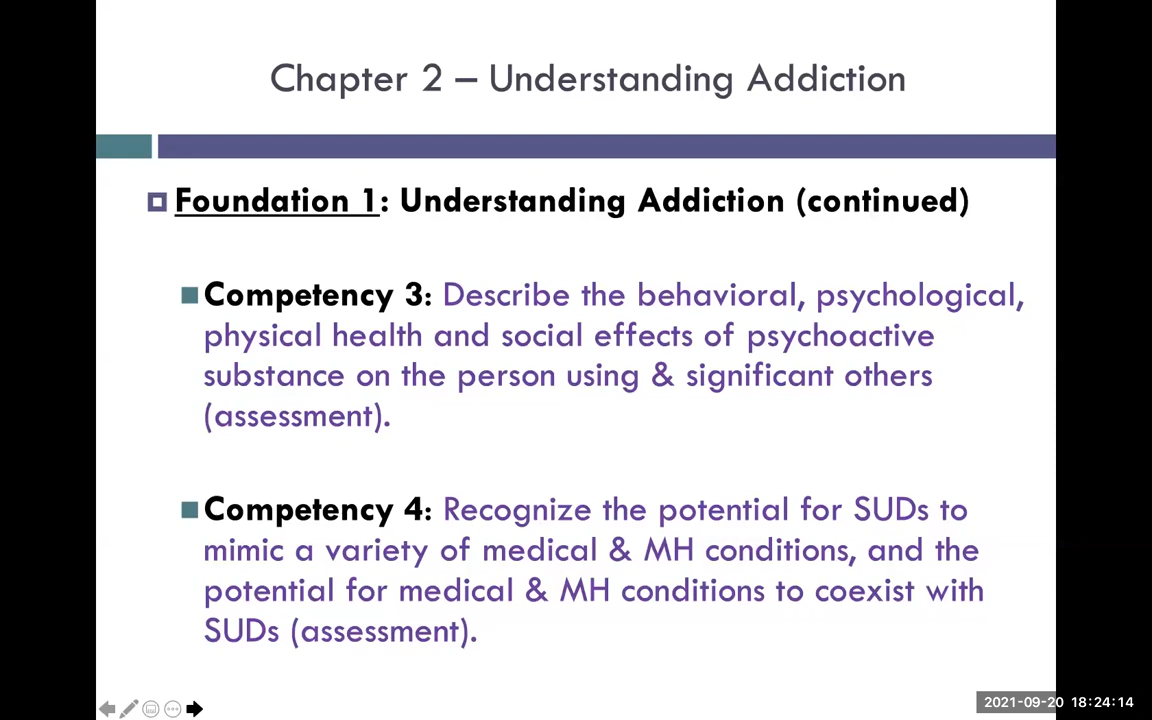 Chapter 2 – Understanding Addiction
Foundation 1: Understanding Addiction (continued)
Competency 3: Describe the behavioral, psychological,
physical health and social effects of psychoactive
substance on the person using & significant others
(assessment).
Competency 4: Recognize the potential for SUDs to
mimic a variety of medical & MH conditions, and the
potential for medical & MH conditions to coexist with
SUDs (assessment).
2021-09-20 18:24:14